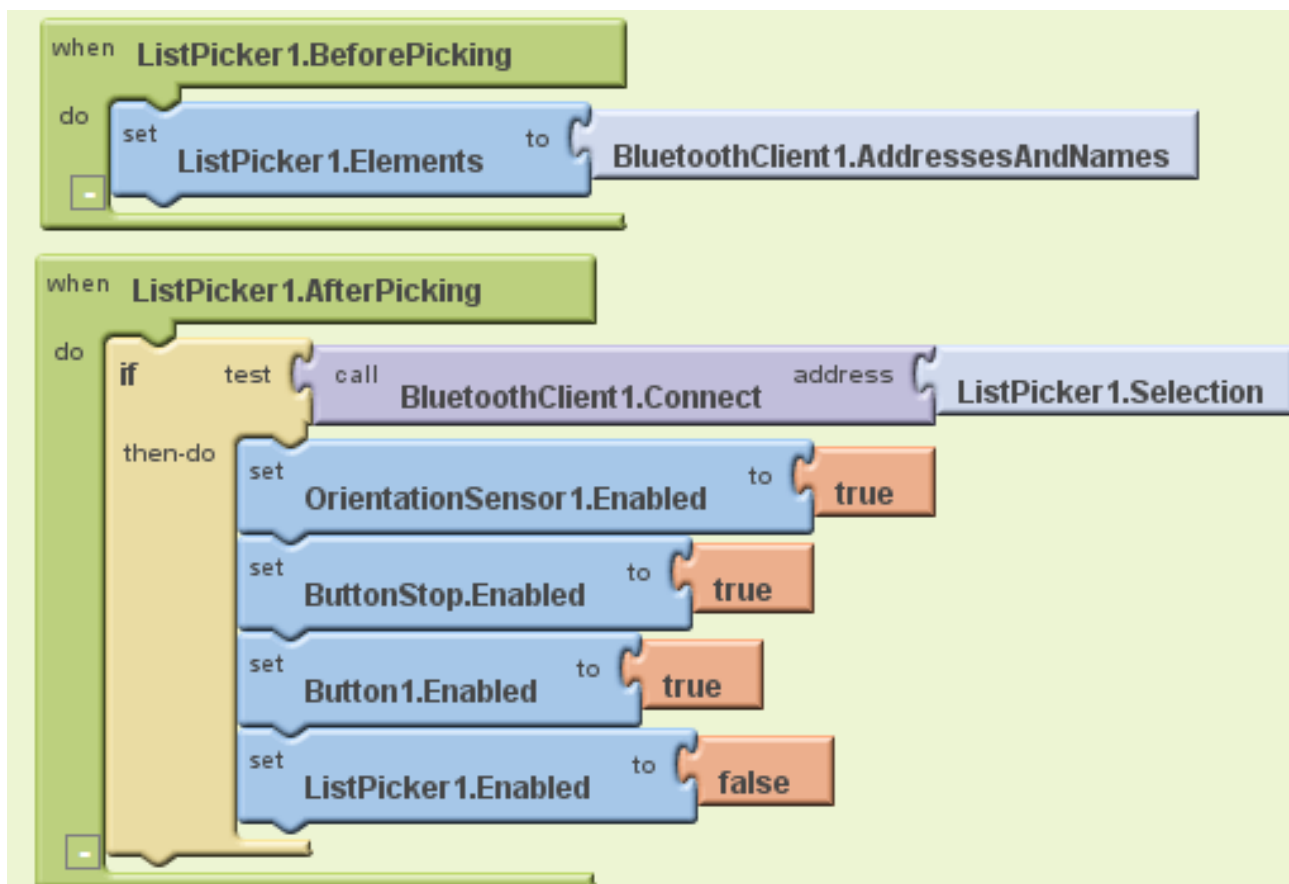 when ListPicker1.BeforePicking
do
set ListPicker1.Elements to BluetoothClient1.AddressesAndNames
-
when ListPicker1.AfterPicking
do
if test call BluetoothClient1.Connect address ListPicker1.Selection
then-do
set OrientationSensor1.Enabled to true
set ButtonStop.Enabled to true
set Button1.Enabled to true
set ListPicker1.Enabled to false
-